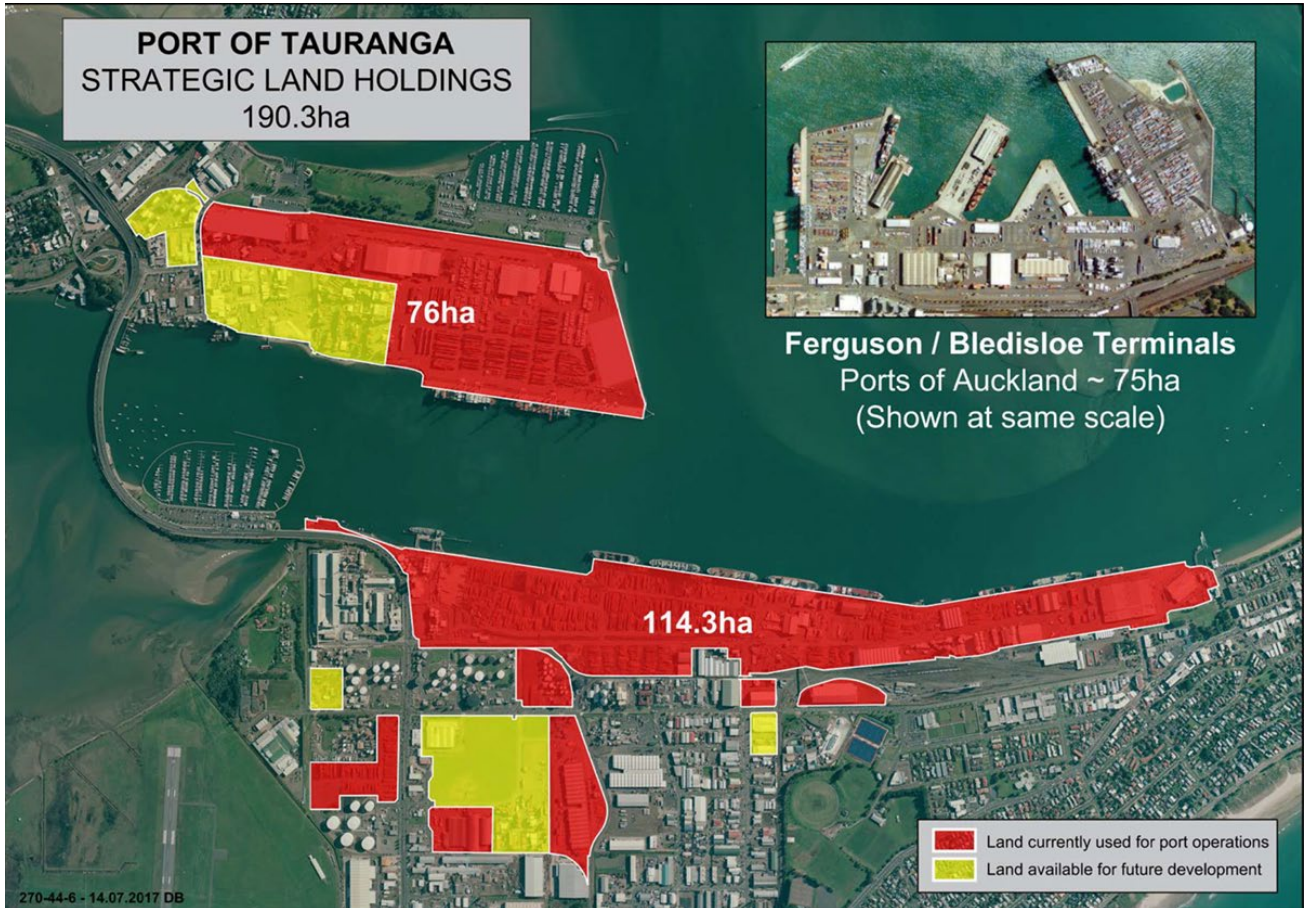 PORT OF TAURANGA
STRATEGIC LAND HOLDINGS
190.3ha
76ha
Ferguson / Bledisloe Terminals
Ports of Auckland ~ 75ha
(Shown at same scale)
114.3ha
Land currently used for port operations
Land available for future development
270-44-6 - 14.07.2017 DB